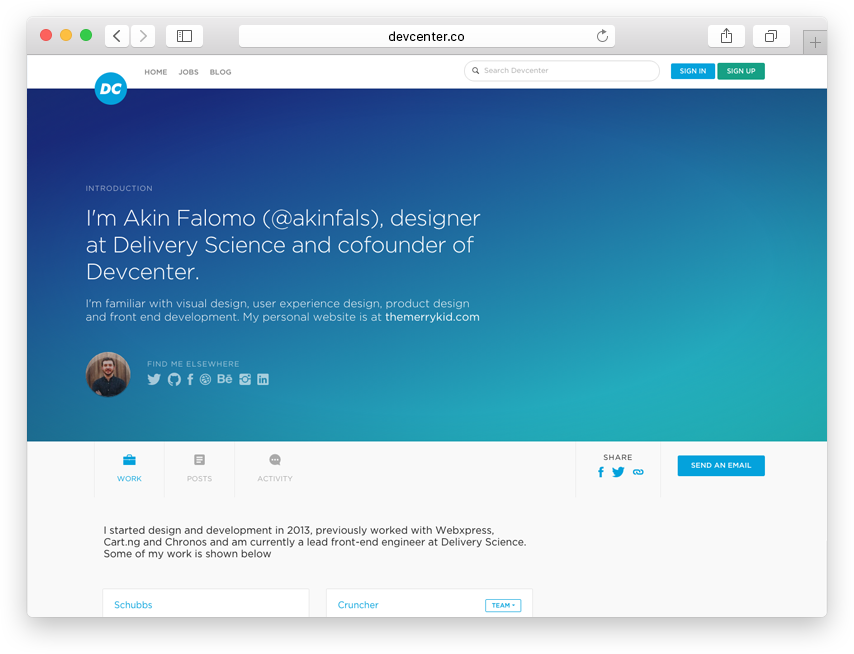 devcenter.co
DC
HOME JOBS BLOG
Search Devcenter
SIGN IN
SIGN UP
INTRODUCTION
I'm Akin Falomo (@akinfals), designer
at Delivery Science and cofounder of
Devcenter.
I'm familiar with visual design, user experience design, product design
and front end development. My personal website is at themerrykid.com
FIND ME ELSEWHERE
Bē
in
WORK
POSTS
ACTIVITY
SHARE
SEND AN EMAIL
I started design and development in 2013, previously worked with Webxpress,
Cart.ng and Chronos and am currently a lead front-end engineer at Delivery Science.
Some of my work is shown below
Schubbs
Cruncher
TEAM